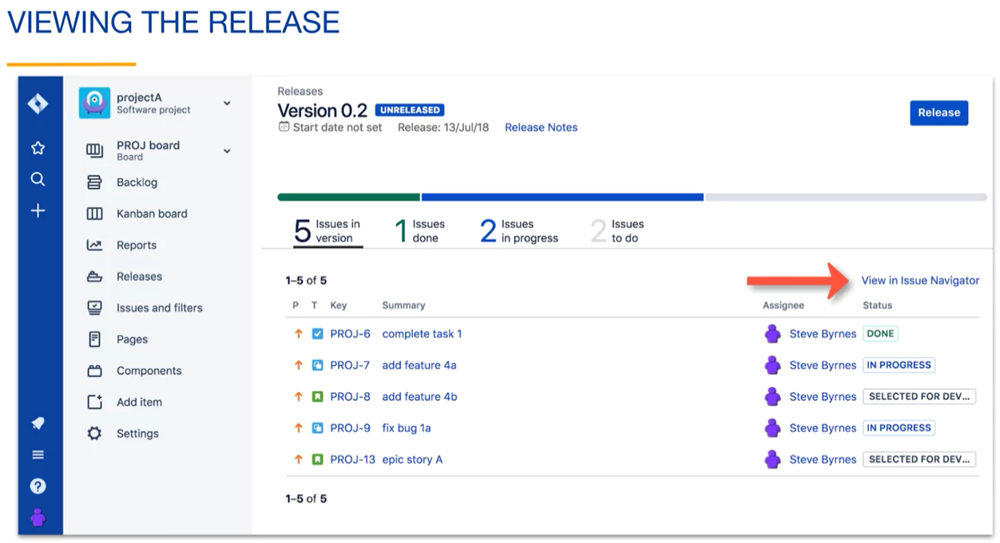 VIEWING THE RELEASE
projectA
Software project
PROJ board
Board
Backlog
Kanban board
Reports
Releases
Issues and filters
Pages
Components
Add item
Settings
Releases
Version 0.2 UNRELEASED
Start date not set Release: 13/Jul/18 Release Notes
Release
5 Issues in version
1 Issues done
2 Issues in progress
2 Issues to do
1–5 of 5
View in Issue Navigator
P T Key Summary Assignee Status
PROJ-6 complete task 1 Steve Byrnes DONE
PROJ-7 add feature 4a Steve Byrnes IN PROGRESS
PROJ-8 add feature 4b Steve Byrnes SELECTED FOR DEV...
PROJ-9 fix bug 1a Steve Byrnes IN PROGRESS
PROJ-13 epic story A Steve Byrnes SELECTED FOR DEV...
1–5 of 5